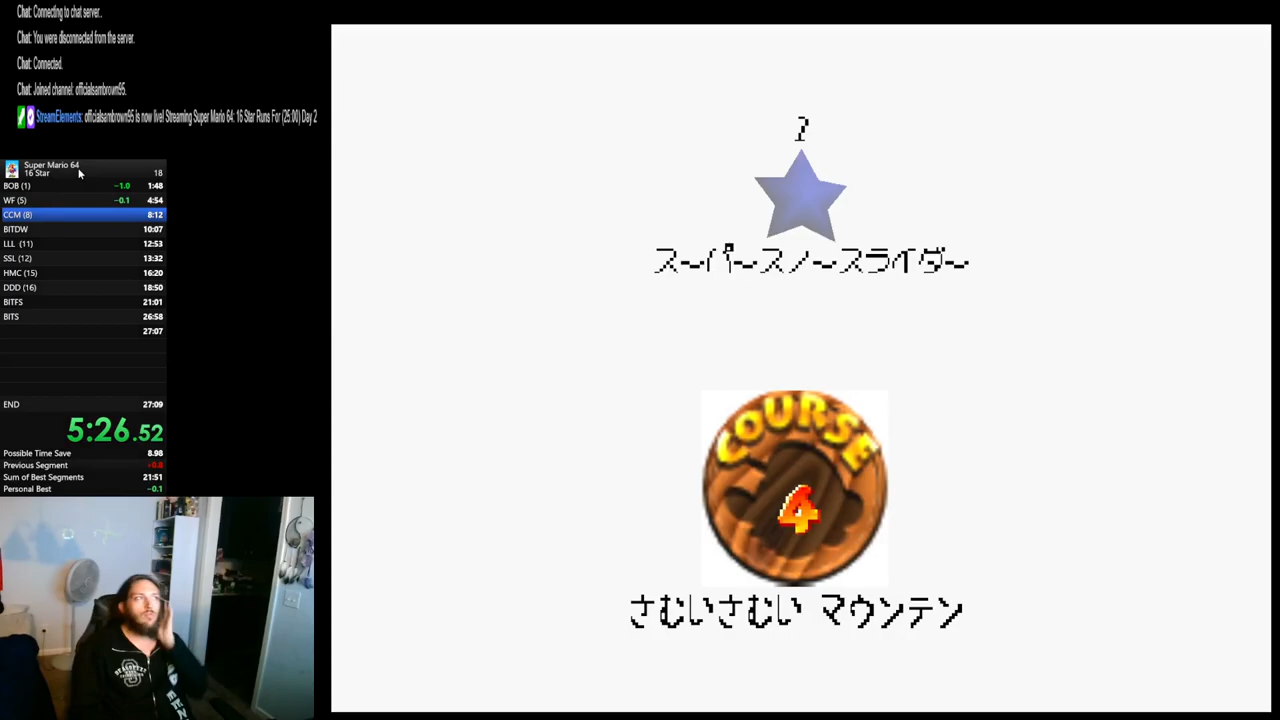 Chat: Connecting to chat server..
Chat: You were disconnected from the server.
Chat: Connected.
Chat: Joined channel: officialsambrown95.
StreamElements: officialsambrown95 is now live! Streaming Super Mario 64: 16 Star Runs For (25:00) Day 2
Super Mario 64
16 Star 18
BOB (1) −1.0 1:48
WF (5) −0.1 4:54
CCM (8) 8:12
BITDW 10:07
LLL (11) 12:53
SSL (12) 13:32
HMC (15) 16:20
DDD (16) 18:50
BITFS 21:01
BITS 26:58
27:07
END 27:09
5:26.52
Possible Time Save 8.98
Previous Segment +0.8
Sum of Best Segments 21:51
Personal Best −0.1
スーパースノースライダー
COURSE
4
さむいさむい マウンテン